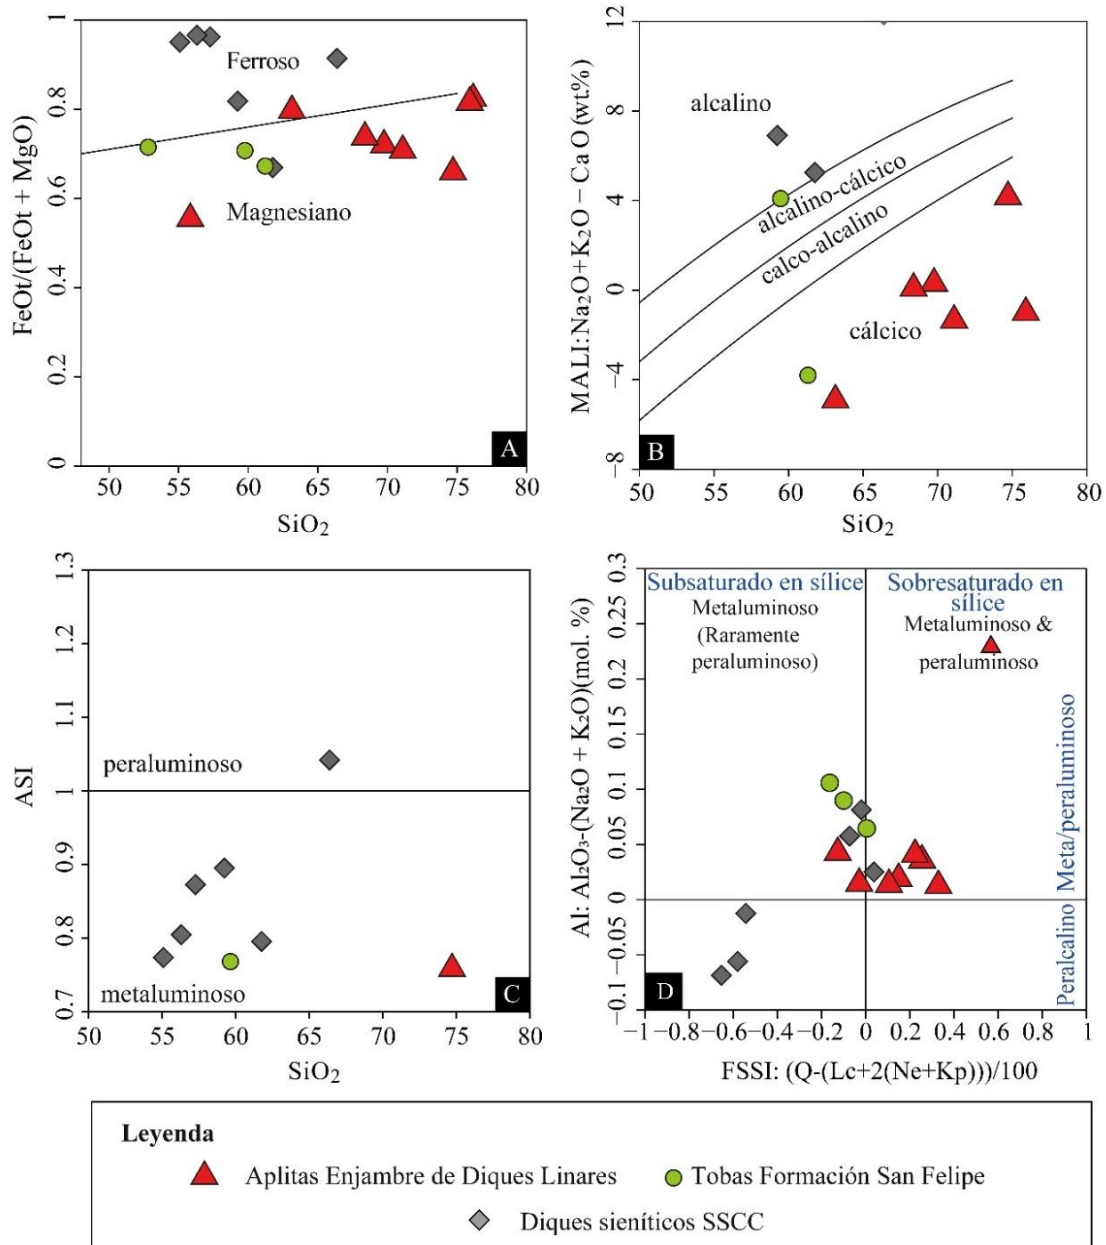 1
0.8
0.6
0.4
0.2
0
FeOt/(FeOt + MgO)
Ferroso
Magnesiano
A
50 55 60 65 70 75 80
SiO₂
12
8
4
0
−4
−8
MALI: Na₂O+K₂O−CaO (wt.%)
alcalino
alcalino-cálcico
calco-alcalino
cálcico
B
50 55 60 65 70 75 80
SiO₂
1.3
1.2
1.1
1
0.9
0.8
0.7
ASI
peraluminoso
metaluminoso
C
50 55 60 65 70 75 80
SiO₂
0.3
0.25
0.2
0.15
0.1
0.05
0
−0.05
−0.1
Al: Al₂O₃-(Na₂O + K₂O)(mol. %)
Subsaturado en sílice
Metaluminoso
(Raramente
peraluminoso)
Sobresaturado en
sílice
Metaluminoso &
peraluminoso
Meta/peraluminoso
Peralcalino
D
−1 −0.8 −0.6 −0.4 −0.2 0 0.2 0.4 0.6 0.8 1
FSSI: (Q-(Lc+2(Ne+Kp)))/100
Leyenda
Aplitas Enjambre de Diques Linares
Tobas Formación San Felipe
Diques sieníticos SSCC